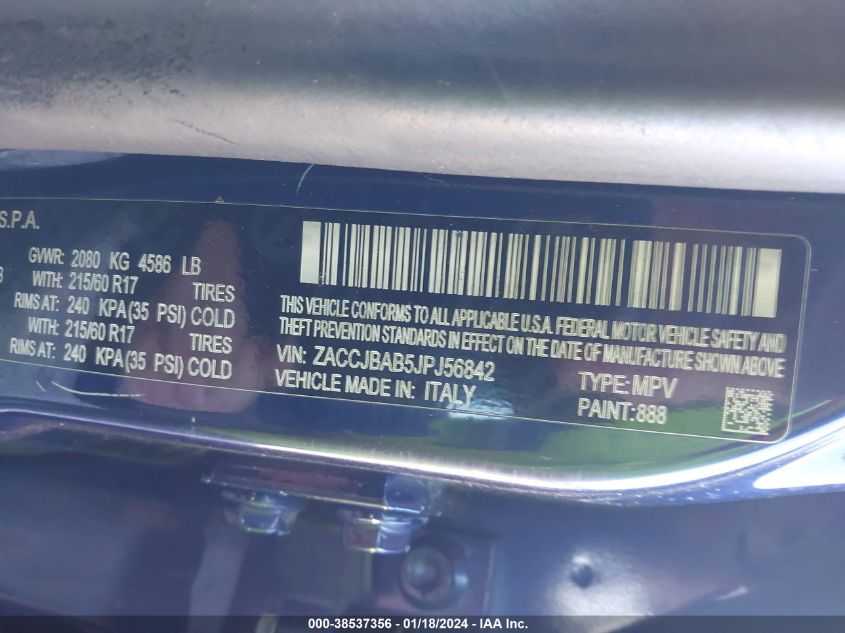 S.P.A.
GVWR: 2080 KG 4586 LB
WITH: 215/60 R17 TIRES
RIMS AT: 240 KPA(35 PSI) COLD
WITH: 215/60 R17 TIRES
RIMS AT: 240 KPA(35 PSI) COLD
THIS VEHICLE CONFORMS TO ALL APPLICABLE U.S.A. FEDERAL MOTOR VEHICLE SAFETY AND
THEFT PREVENTION STANDARDS IN EFFECT ON THE DATE OF MANUFACTURE SHOWN ABOVE
VIN: ZACCJBAB5JPJ56842
TYPE: MPV
VEHICLE MADE IN: ITALY
PAINT: 888
000-38537356 - 01/18/2024 - IAA Inc.